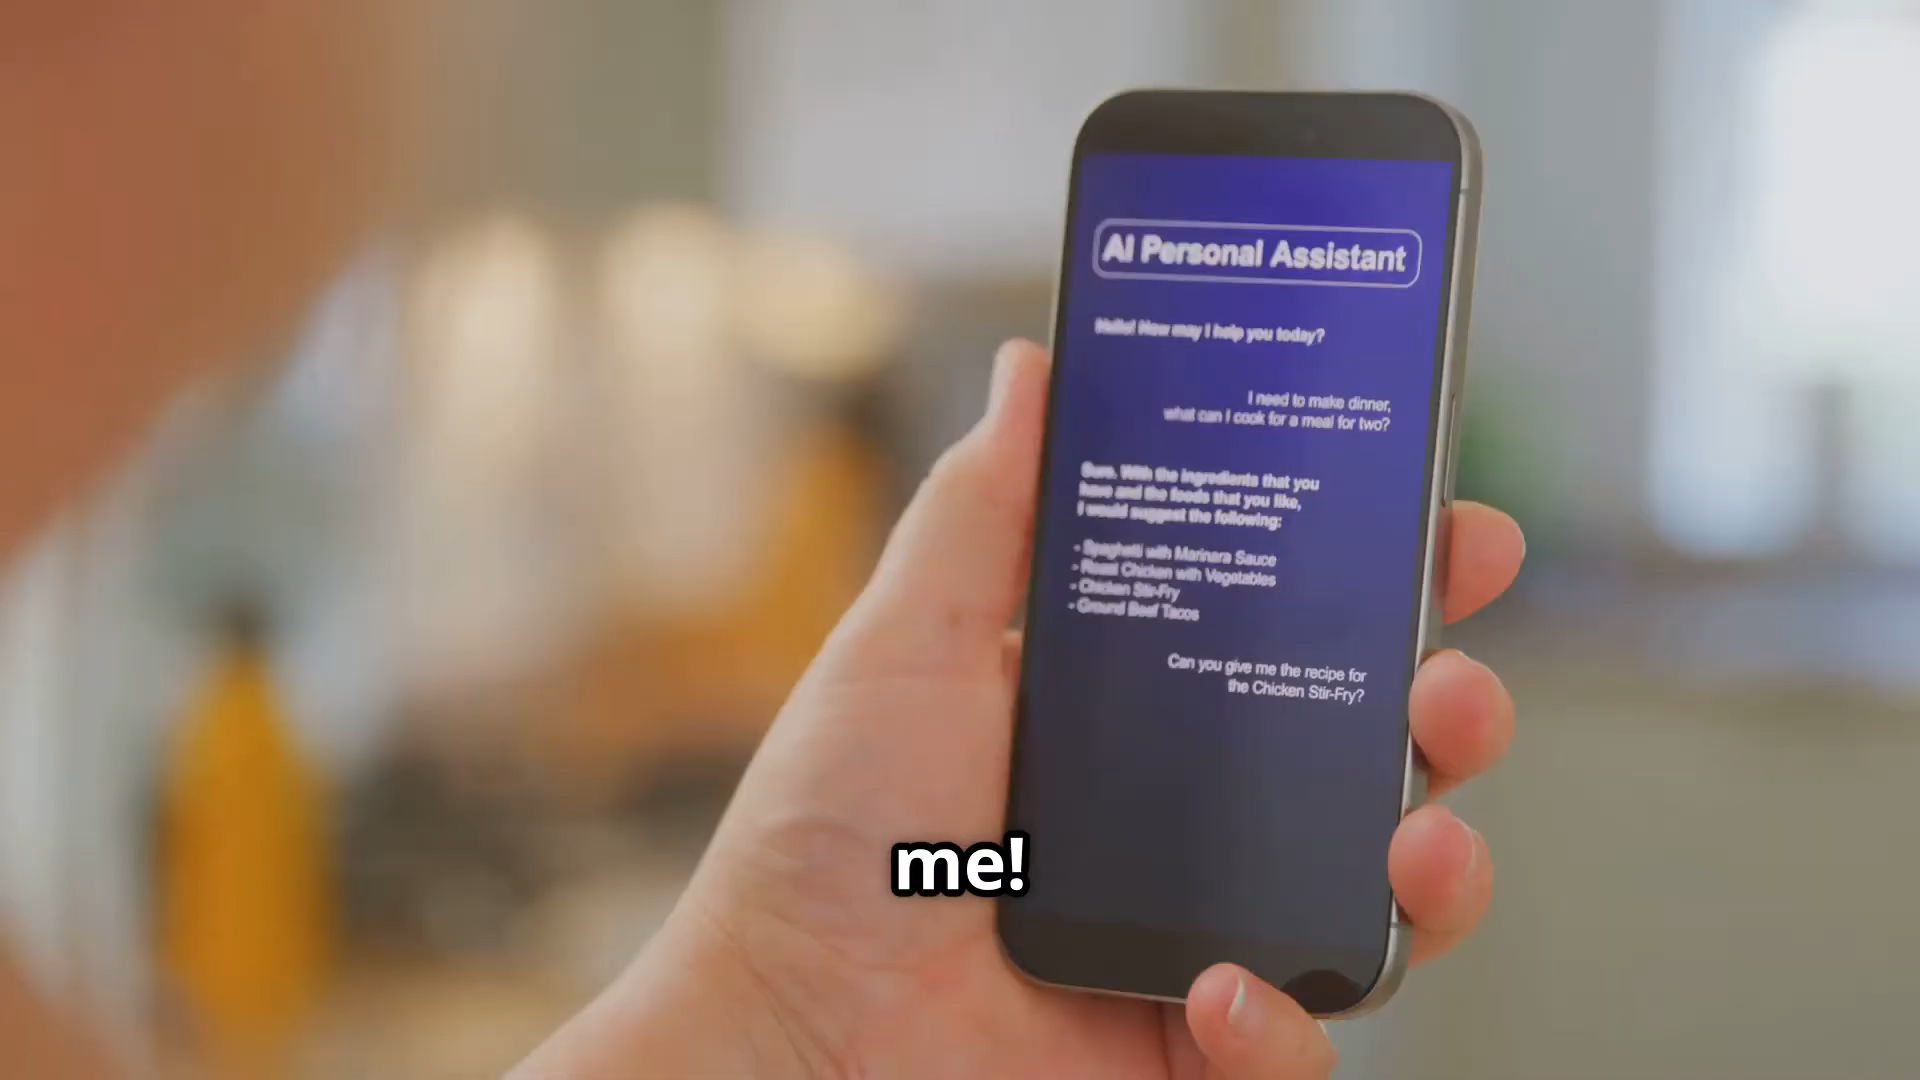 AI Personal Assistant
Hello! How may I help you today?
I need to make dinner,
what can I cook for a meal for two?
Sure. With the ingredients that you
have and the foods that you like,
I would suggest the following:
- Spaghetti with Marinara Sauce
- Roast Chicken with Vegetables
- Chicken Stir-Fry
- Ground Beef Tacos
Can you give me the recipe for
the Chicken Stir-Fry?
me!